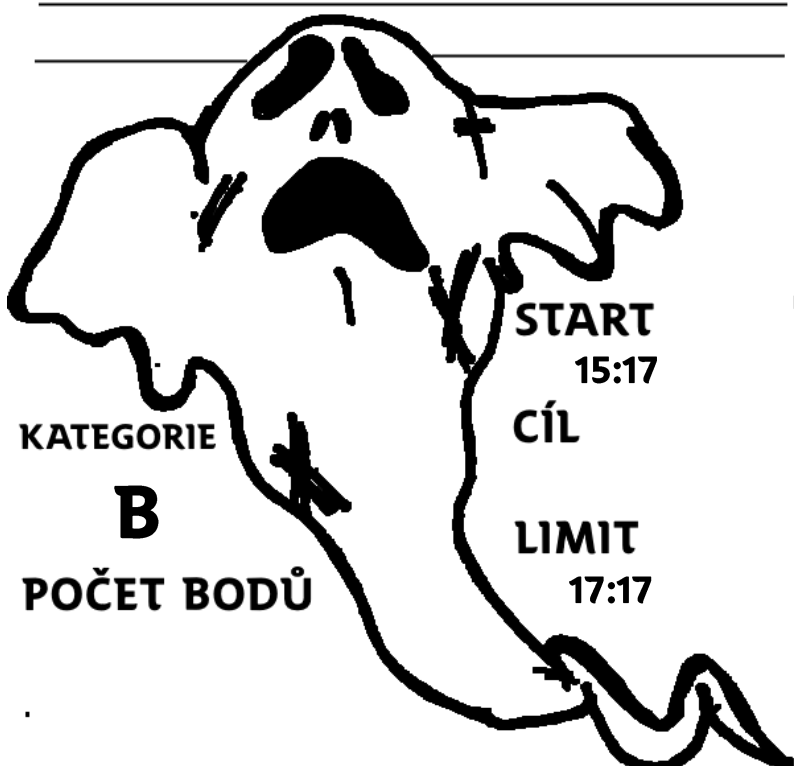 START
15:17
CÍL
KATEGORIE
B
LIMIT
17:17
POČET BODŮ